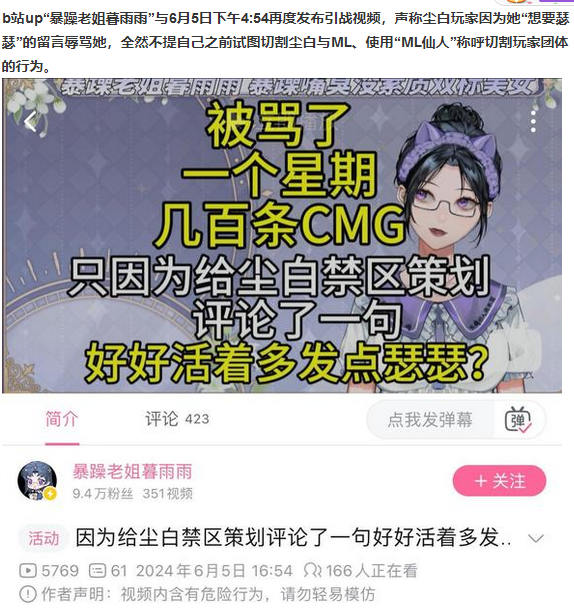 b站up“暴躁老姐暮雨雨”与6月5日下午4:54再度发布引战视频，声称尘白玩家因为她“想要瑟
瑟”的留言辱骂她，全然不提自己之前试图切割尘白与ML、使用“ML仙人”称呼切割玩家团体
的行为。
暴躁老姐暮雨雨 暴躁嘴臭没素质双标美女
被骂了
一个星期
几百条CMG
只因为给尘白禁区策划
评论了一句
好好活着多发点瑟瑟？
简介
评论 423
点我发弹幕
弹
暴躁老姐暮雨雨
9.4万粉丝 351视频
＋关注
活动 因为给尘白禁区策划评论了一句好好活着多发..
5769 61 2024年6月5日 16:54 166人正在看
作者声明：视频内含有危险行为，请勿轻易模仿